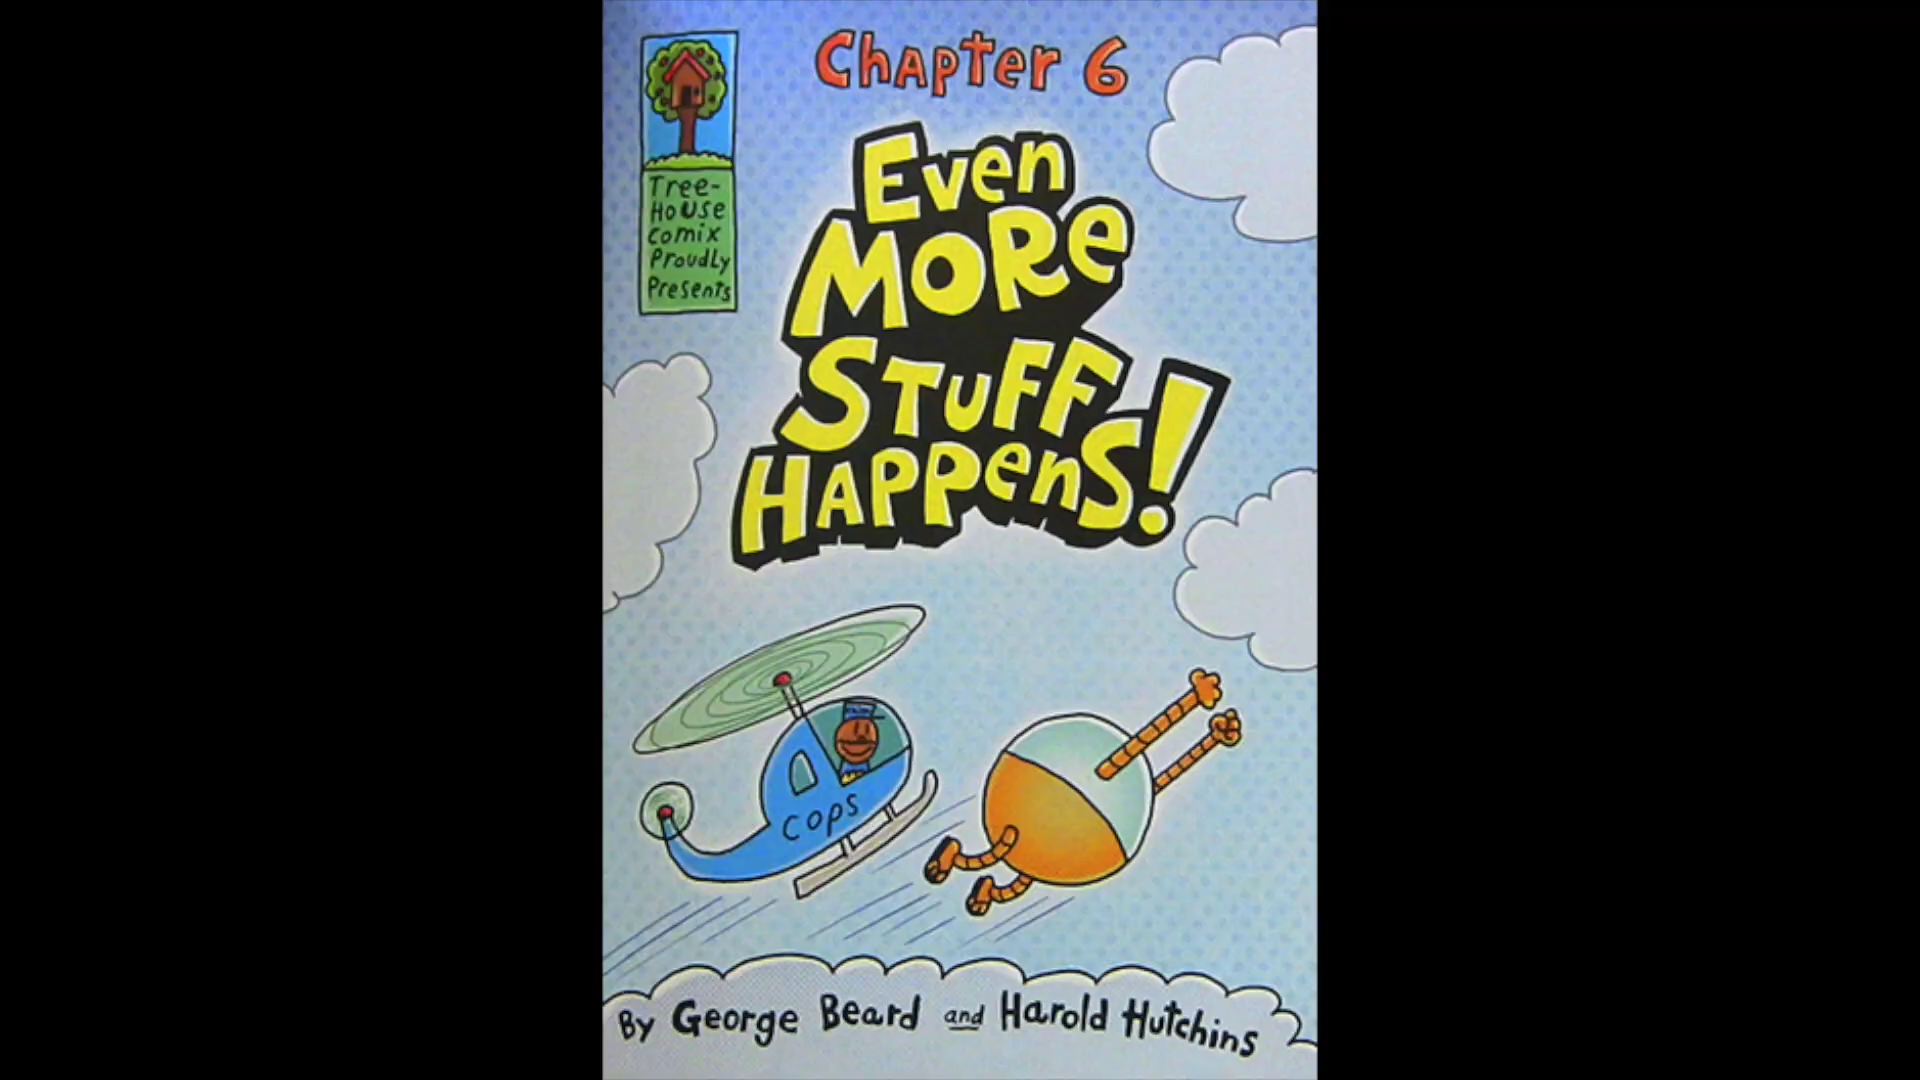 Chapter 6
Tree-
House
Comix
Proudly
Presents
Even
More
Stuff
Happens!
Cops
By George Beard and Harold Hutchins